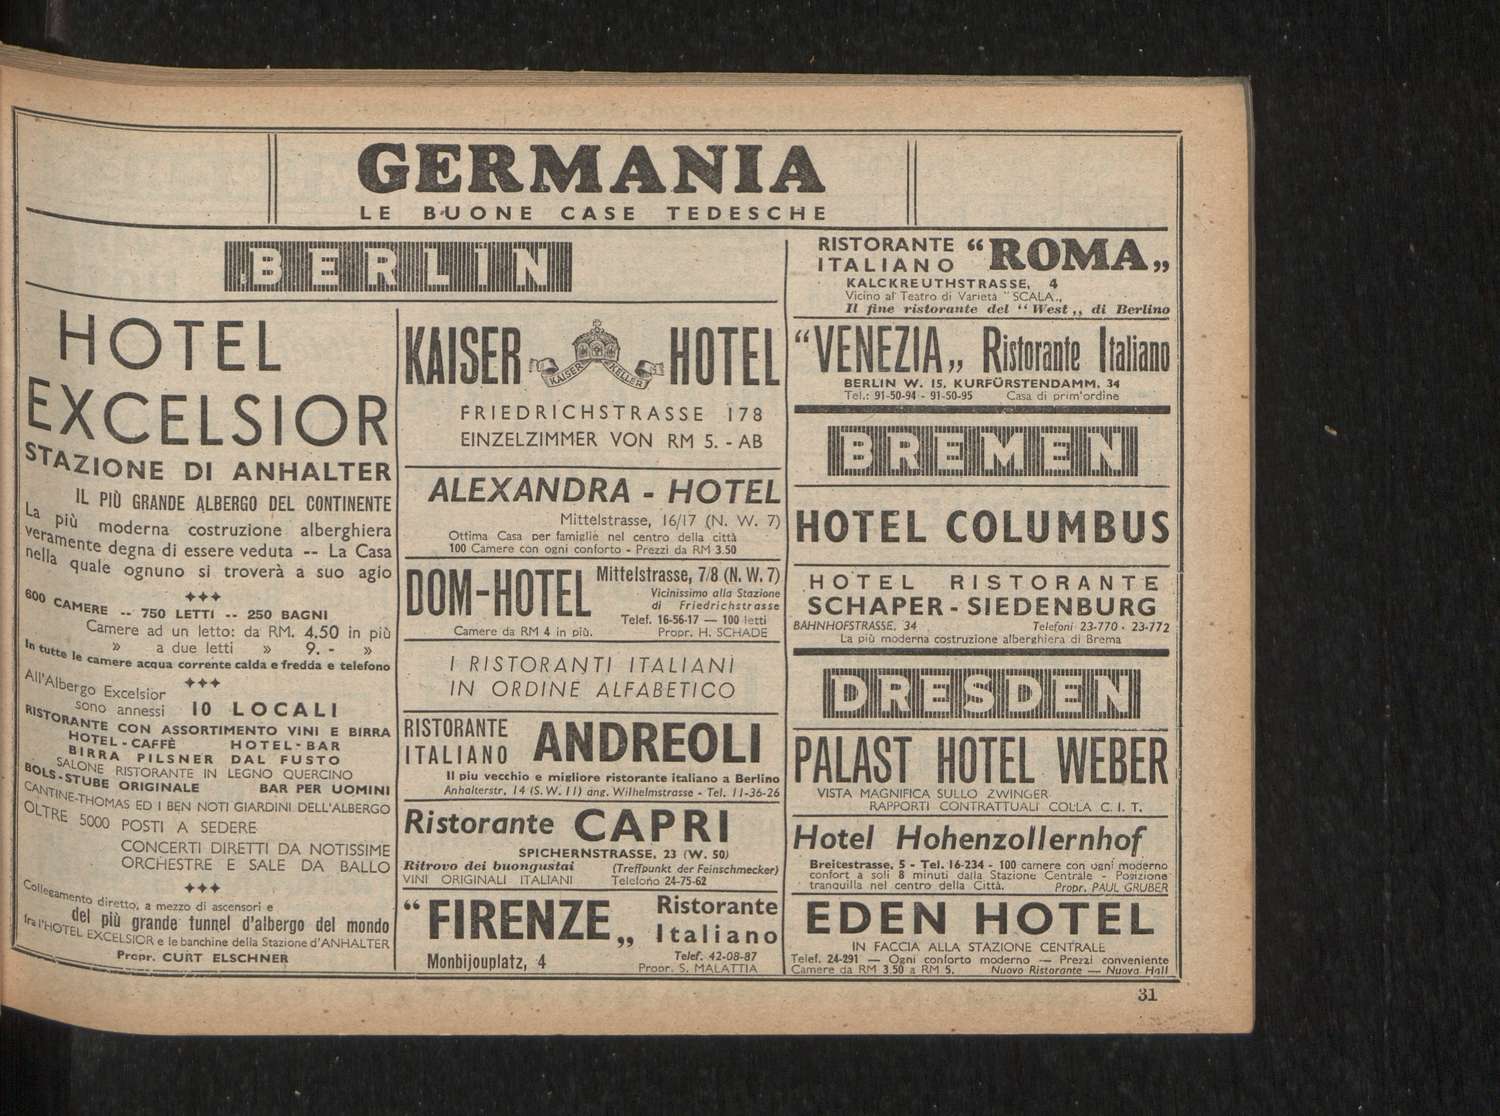 GERMANIA
LE BUONE CASE TEDESCHE
BERLIN
HOTEL
EXCELSIOR
STAZIONE DI ANHALTER
IL PIÙ GRANDE ALBERGO DEL CONTINENTE
La più moderna costruzione alberghiera
veramente degna di essere veduta -- La Casa
nella quale ognuno si troverà a suo agio
600 CAMERE -- 750 LETTI -- 250 BAGNI
Camere ad un letto: da RM. 4.50 in più
» a due letti » 9. - »
In tutte le camere acqua corrente calda e fredda e telefono
All'Albergo Excelsior
sono annessi 10 LOCALI
RISTORANTE CON ASSORTIMENTO VINI E BIRRA
HOTEL-CAFFÈ HOTEL-BAR
BIRRA PILSNER DAL FUSTO
SALONE RISTORANTE IN LEGNO QUERCINO
BOLS-STUBE ORIGINALE BAR PER UOMINI
CANTINE-THOMAS ED I BEN NOTI GIARDINI DELL'ALBERGO
OLTRE 5000 POSTI A SEDERE
CONCERTI DIRETTI DA NOTISSIME
ORCHESTRE E SALE DA BALLO
Collegamento diretto, a mezzo di ascensori e
del più grande tunnel d'albergo del mondo
fra l'HOTEL EXCELSIOR e le banchine della Stazione d'ANHALTER
Propr. CURT ELSCHNER
KAISER HOTEL
KAISER KELLER
FRIEDRICHSTRASSE 178
EINZELZIMMER VON RM 5. - AB
ALEXANDRA - HOTEL
Mittelstrasse, 16/17 (N. W. 7)
Ottima Casa per famiglie nel centro della città
100 Camere con ogni conforto - Prezzi da RM 3.50
DOM-HOTEL Mittelstrasse, 7/8 (N. W. 7)
Vicinissimo alla Stazione
di Friedrichstrasse
Telef. 16-56-17 — 100 letti
Camere da RM 4 in più. Propr. H. SCHADE
I RISTORANTI ITALIANI
IN ORDINE ALFABETICO
RISTORANTE
ITALIANO ANDREOLI
Il piu vecchio e migliore ristorante italiano a Berlino
Anhalterstr, 14 (S. W. 11) ang. Wilhelmstrasse - Tel. 11-36-26
Ristorante CAPRI
SPICHERNSTRASSE, 23 (W. 50)
Ritrovo dei buongustai (Treffpunkt der Feinschmecker)
VINI ORIGINALI ITALIANI Telefono 24-75-62
“ FIRENZE „ Ristorante
Italiano
Monbijouplatz, 4 Telef. 42-08-87
Propr. S. MALATTIA
RISTORANTE
ITALIANO “ ROMA „
KALCKREUTHSTRASSE, 4
Vicino al Teatro di Varietà " SCALA „
Il fine ristorante del “ West „ di Berlino
“ VENEZIA „ Ristorante Italiano
BERLIN W. 15, KURFÜRSTENDAMM, 34
Tel.: 91-50-94 - 91-50-95 Casa di prim'ordine
BREMEN
HOTEL COLUMBUS
HOTEL RISTORANTE
SCHAPER - SIEDENBURG
BAHNHOFSTRASSE, 34 Telefoni 23-770 - 23-772
La più moderna costruzione alberghiera di Brema
DRESDEN
PALAST HOTEL WEBER
VISTA MAGNIFICA SULLO ZWINGER
RAPPORTI CONTRATTUALI COLLA C. I. T.
Hotel Hohenzollernhof
Breitestrasse, 5 - Tel. 16-234 - 100 camere con ogni moderno
confort a soli 8 minuti dalla Stazione Centrale - Posizione
tranquilla nel centro della Città. Propr. PAUL GRUBER
EDEN HOTEL
IN FACCIA ALLA STAZIONE CENTRALE
Telef. 24-291 — Ogni conforto moderno — Prezzi conveniente
Camere da RM 3.50 a RM 5. Nuovo Ristorante — Nuova Hall
31